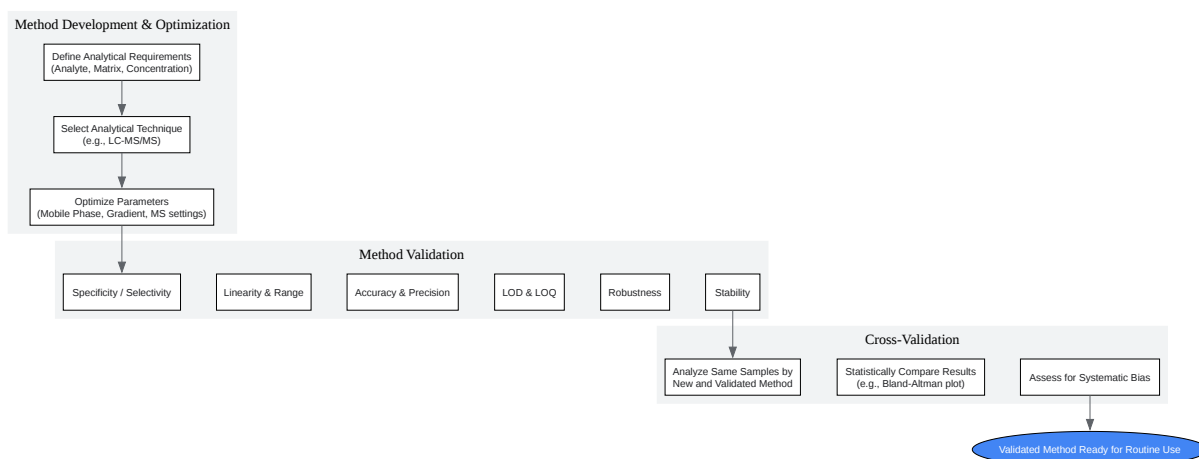 Method Development & Optimization
Define Analytical Requirements
(Analyte, Matrix, Concentration)
Select Analytical Technique
(e.g., LC-MS/MS)
Optimize Parameters
(Mobile Phase, Gradient, MS settings)
Method Validation
Specificity / Selectivity
Linearity & Range
Accuracy & Precision
LOD & LOQ
Robustness
Stability
Cross-Validation
Analyze Same Samples by
New and Validated Method
Statistically Compare Results
(e.g., Bland-Altman plot)
Assess for Systematic Bias
Validated Method Ready for Routine Use